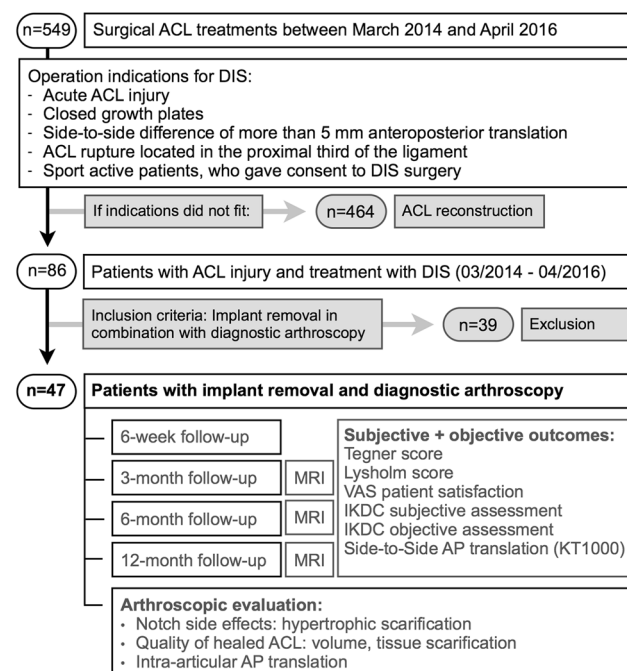 n=549
Surgical ACL treatments between March 2014 and April 2016
Operation indications for DIS:
- Acute ACL injury
- Closed growth plates
- Side-to-side difference of more than 5 mm anteroposterior translation
- ACL rupture located in the proximal third of the ligament
- Sport active patients, who gave consent to DIS surgery
If indications did not fit:
n=464
ACL reconstruction
n=86
Patients with ACL injury and treatment with DIS (03/2014 - 04/2016)
Inclusion criteria: Implant removal in
combination with diagnostic arthroscopy
n=39
Exclusion
n=47
Patients with implant removal and diagnostic arthroscopy
6-week follow-up
3-month follow-up
MRI
6-month follow-up
MRI
12-month follow-up
MRI
Subjective + objective outcomes:
Tegner score
Lysholm score
VAS patient satisfaction
IKDC subjective assessment
IKDC objective assessment
Side-to-Side AP translation (KT1000)
Arthroscopic evaluation:
• Notch side effects: hypertrophic scarification
• Quality of healed ACL: volume, tissue scarification
• Intra-articular AP translation